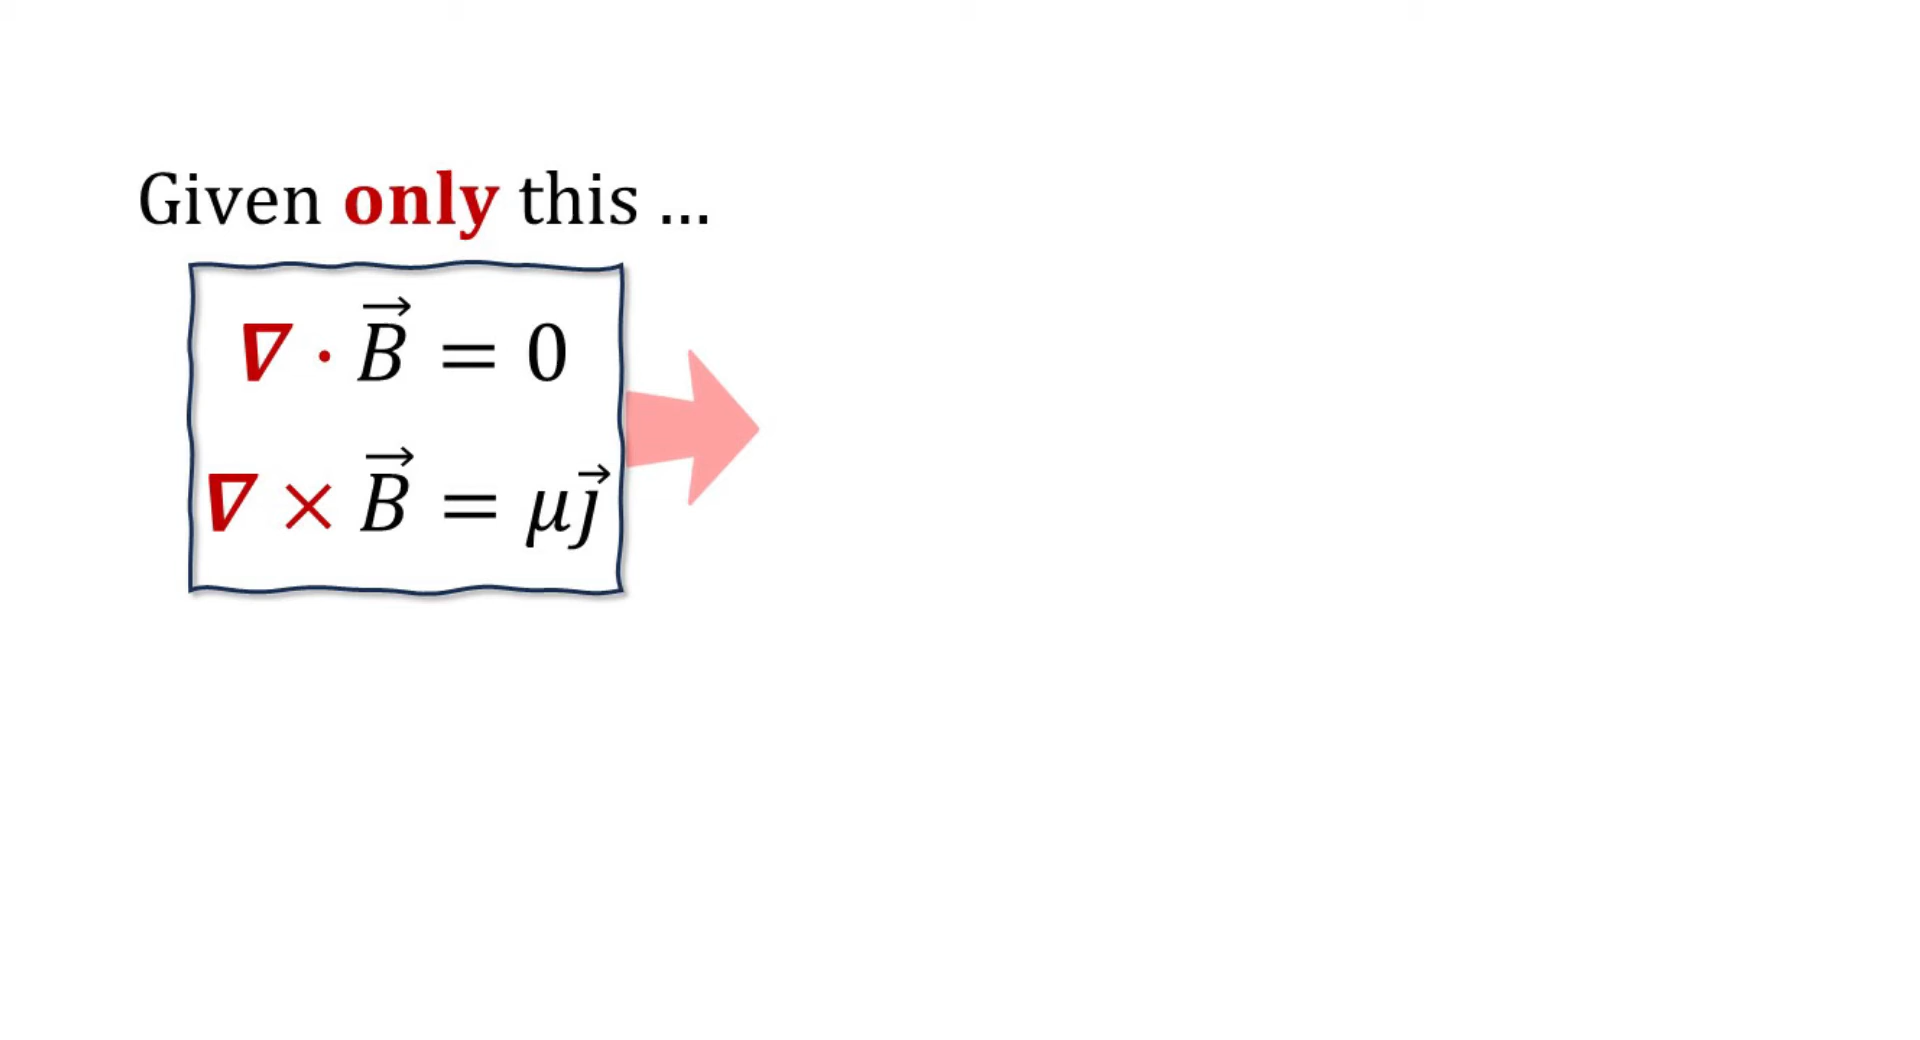 Given only this ...
∇ · B⃗ = 0
∇ × B⃗ = μj⃗